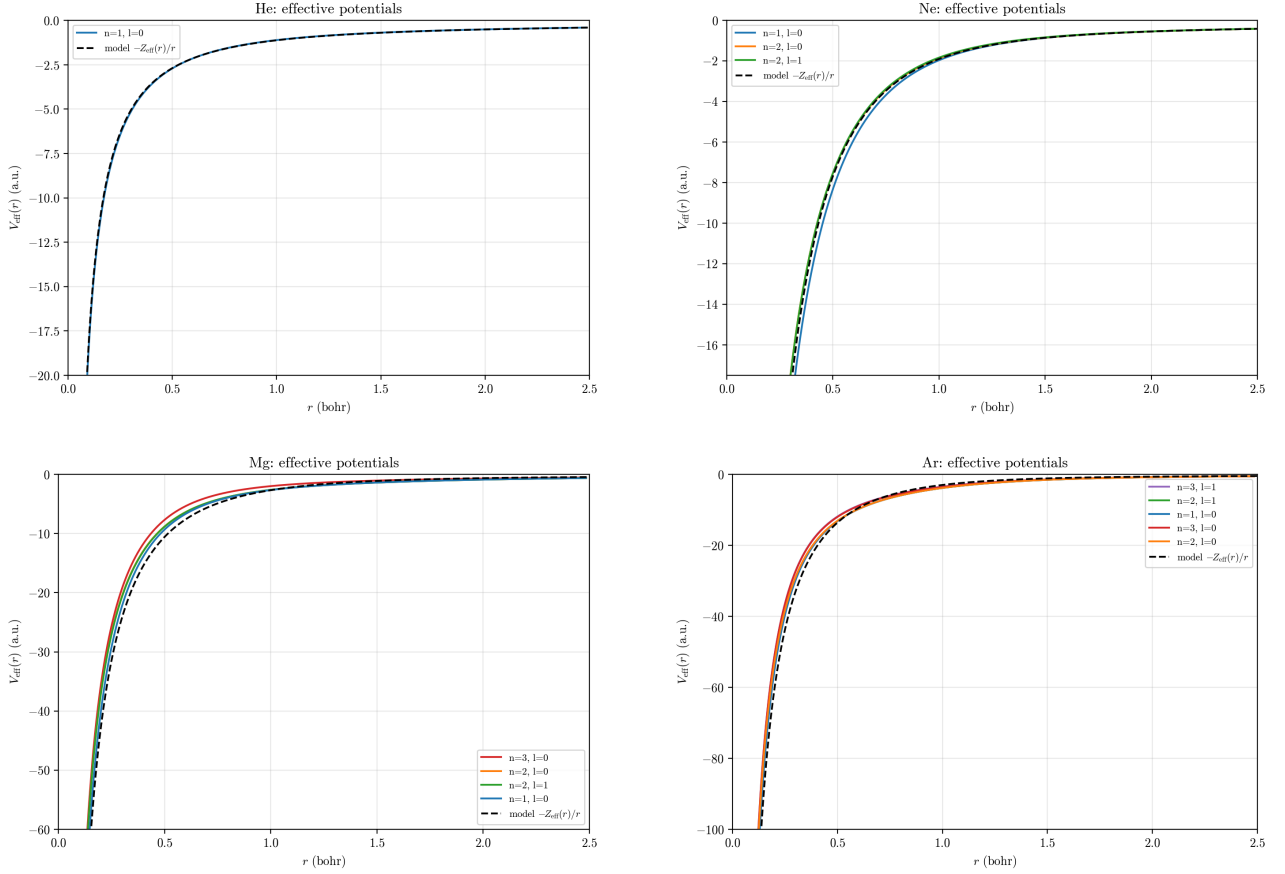 He: effective potentials
n=1, l=0
model −Z_eff(r)/r
0.0
−2.5
−5.0
−7.5
−10.0
−12.5
−15.0
−17.5
−20.0
V_eff(r) (a.u.)
0.0 0.5 1.0 1.5 2.0 2.5
r (bohr)
Ne: effective potentials
n=1, l=0
n=2, l=0
n=2, l=1
model −Z_eff(r)/r
0
−2
−4
−6
−8
−10
−12
−14
−16
V_eff(r) (a.u.)
0.0 0.5 1.0 1.5 2.0 2.5
r (bohr)
Mg: effective potentials
0
−10
−20
−30
−40
−50
−60
V_eff(r) (a.u.)
n=3, l=0
n=2, l=0
n=2, l=1
n=1, l=0
model −Z_eff(r)/r
0.0 0.5 1.0 1.5 2.0 2.5
r (bohr)
Ar: effective potentials
n=3, l=1
n=2, l=1
n=1, l=0
n=3, l=0
n=2, l=0
model −Z_eff(r)/r
0
−20
−40
−60
−80
−100
V_eff(r) (a.u.)
0.0 0.5 1.0 1.5 2.0 2.5
r (bohr)